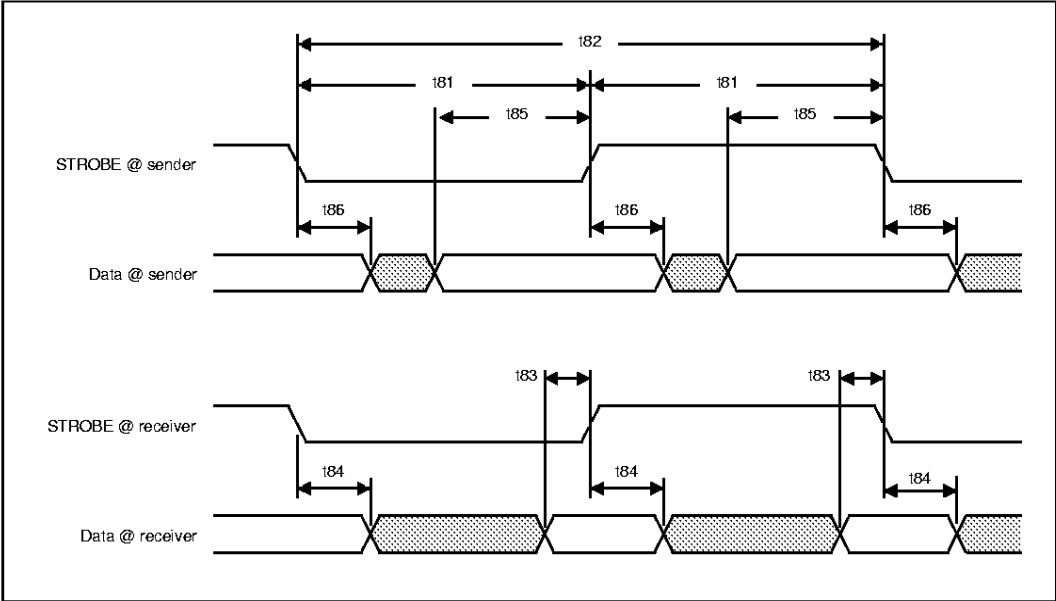 t82
t81 t81
t85 t85
STROBE @ sender
t86 t86 t86
Data @ sender
t83 t83
STROBE @ receiver
t84 t84 t84
Data @ receiver